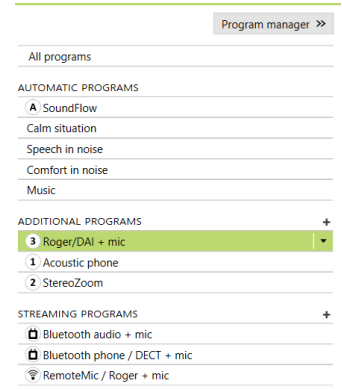 Program manager >>
All programs
AUTOMATIC PROGRAMS
A SoundFlow
Calm situation
Speech in noise
Comfort in noise
Music
ADDITIONAL PROGRAMS +
3 Roger/DAI + mic
1 Acoustic phone
2 StereoZoom
STREAMING PROGRAMS +
Bluetooth audio + mic
Bluetooth phone / DECT + mic
RemoteMic / Roger + mic